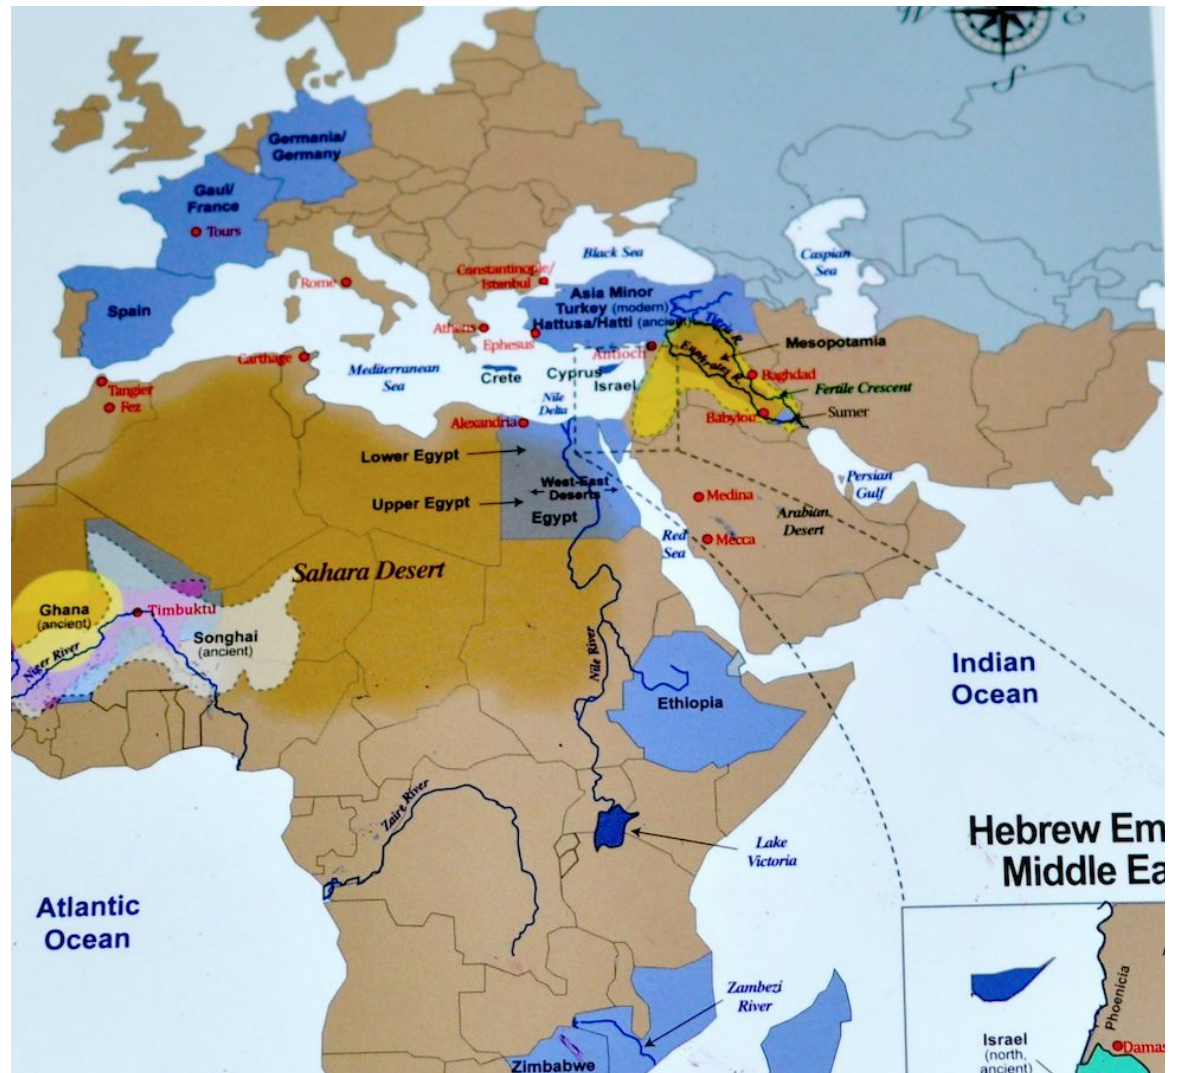 W
E
S
Germania/
Germany
Gaul/
France
Tours
Spain
Rome
Constantinople/
Istanbul
Athens
Ephesus
Black Sea
Caspian
Sea
Asia Minor
Turkey (modern)
Hattusa/Hatti (ancient)
Tigris R.
Euphrates R.
Mesopotamia
Antioch
Baghdad
Fertile Crescent
Sumer
Babylon
Carthage
Mediterranean
Sea
Crete
Cyprus
Israel
Tangier
Fez
Nile
Delta
Alexandria
Lower Egypt
Upper Egypt
West-East
Deserts
Egypt
Persian
Gulf
Medina
Arabian
Desert
Red
Sea
Mecca
Sahara Desert
Ghana
(ancient)
Timbuktu
Songhai
(ancient)
Niger River
Nile River
Ethiopia
Indian
Ocean
Zaire River
Lake
Victoria
Atlantic
Ocean
Zambezi
River
Zimbabwe
Hebrew Em
Middle Ea
Phoenicia
Israel
(north,
ancient)
Damas